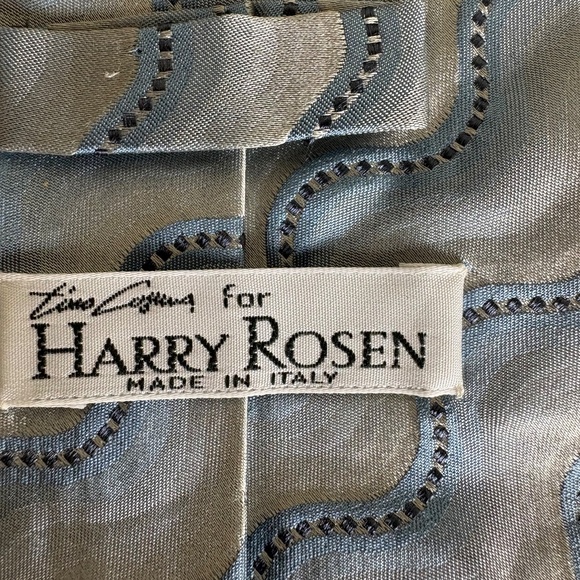 Tino Cosma for
HARRY ROSEN
MADE IN ITALY